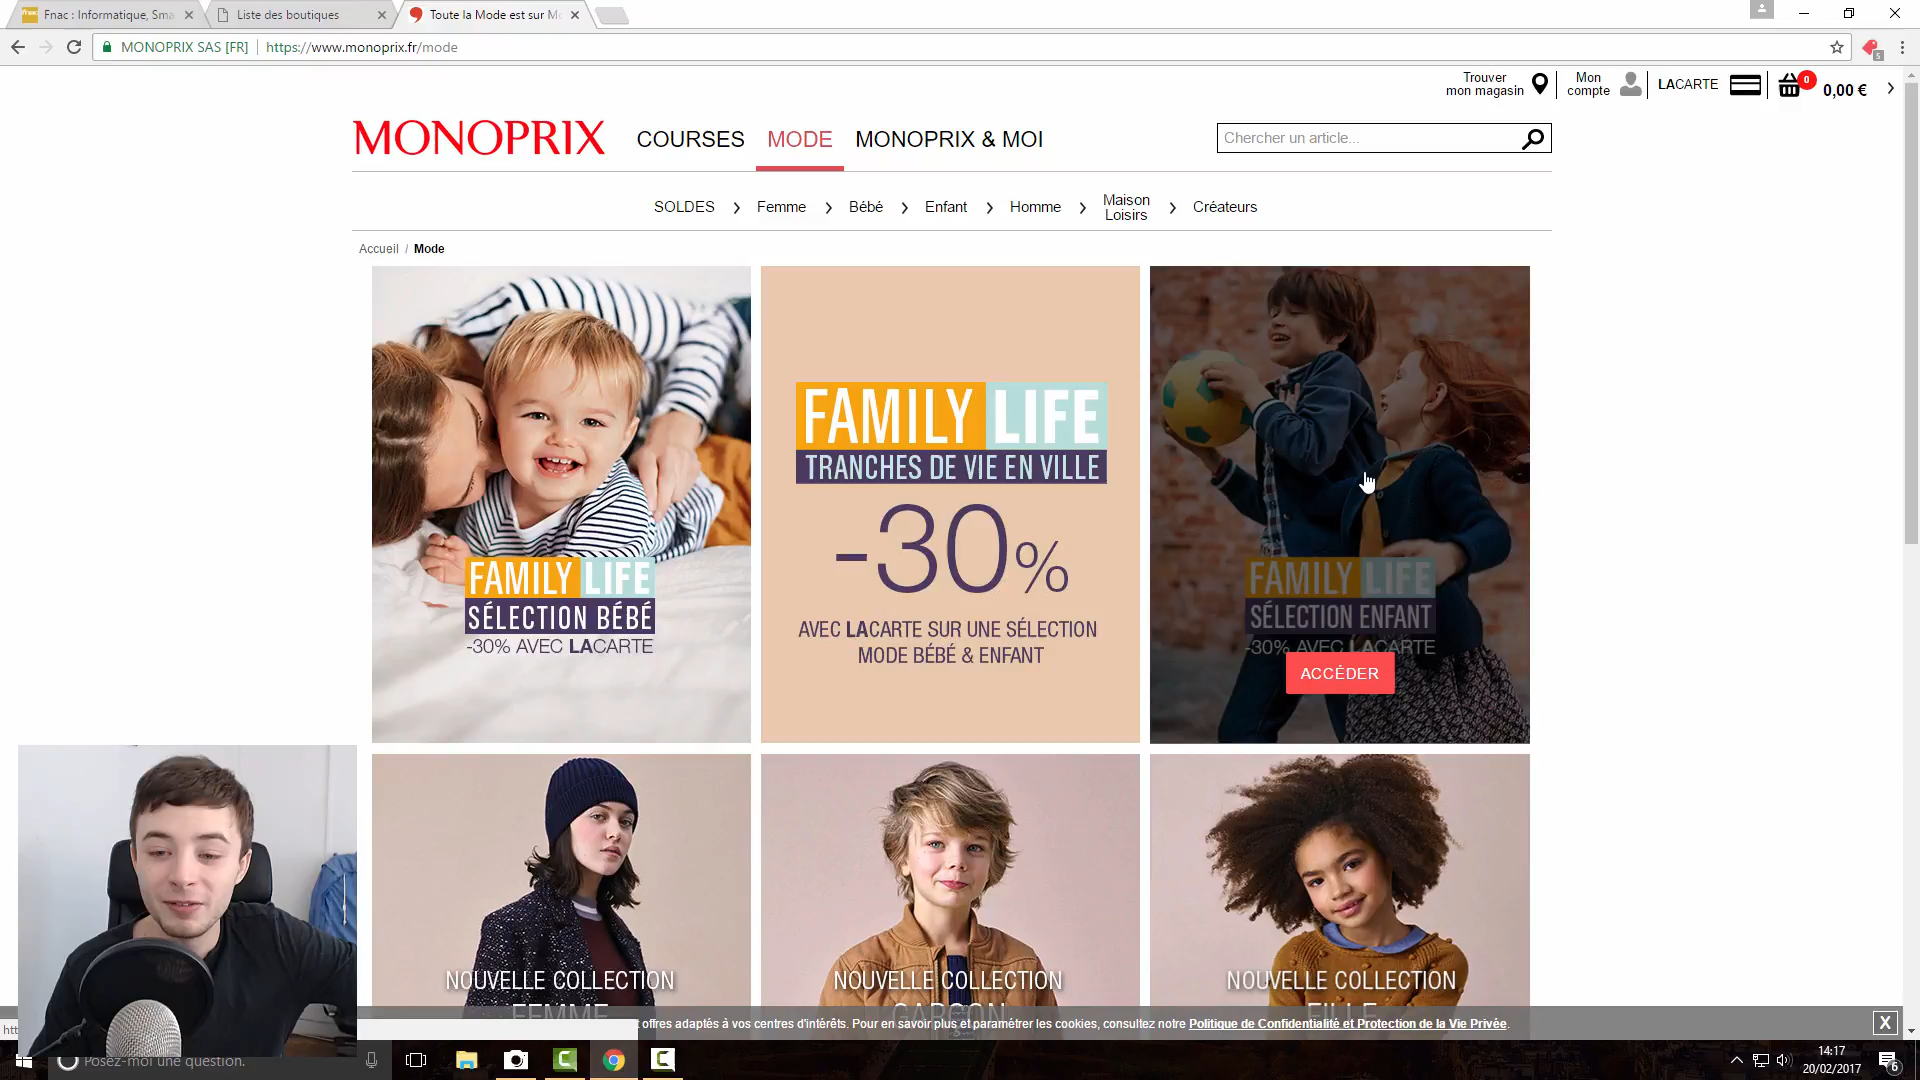 Fnac : Informatique, Sma
Liste des boutiques
Toute la Mode est sur Mo
MONOPRIX SAS [FR]
https://www.monoprix.fr/mode
5
Trouver
mon magasin
Mon
compte
LACARTE
0
0,00 €
MONOPRIX
COURSES
MODE
MONOPRIX & MOI
Chercher un article...
SOLDES
Femme
Bébé
Enfant
Homme
Maison
Loisirs
Créateurs
Accueil / Mode
FAMILY LIFE
SÉLECTION BÉBÉ
-30% AVEC LACARTE
FAMILY LIFE
TRANCHES DE VIE EN VILLE
-30%
AVEC LACARTE SUR UNE SÉLECTION
MODE BÉBÉ & ENFANT
FAMILY LIFE
SÉLECTION ENFANT
-30% AVEC LACARTE
ACCÉDER
NOUVELLE COLLECTION
FEMME
NOUVELLE COLLECTION
GARÇON
NOUVELLE COLLECTION
FILLE
t offres adaptés à vos centres d'intérêts. Pour en savoir plus et paramétrer les cookies, consultez notre Politique de Confidentialité et Protection de la Vie Privée.
X
htt
Posez-moi une question.
14:17
20/02/2017
6